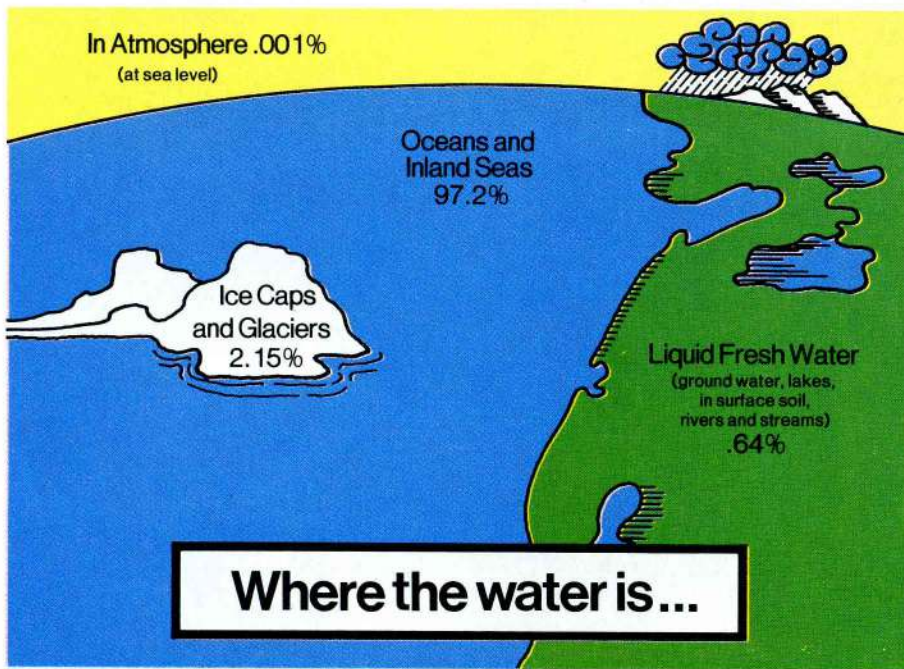 In Atmosphere .001%
(at sea level)
Oceans and
Inland Seas
97.2%
Ice Caps
and Glaciers
2.15%
Liquid Fresh Water
(ground water, lakes,
in surface soil,
rivers and streams)
.64%
Where the water is...